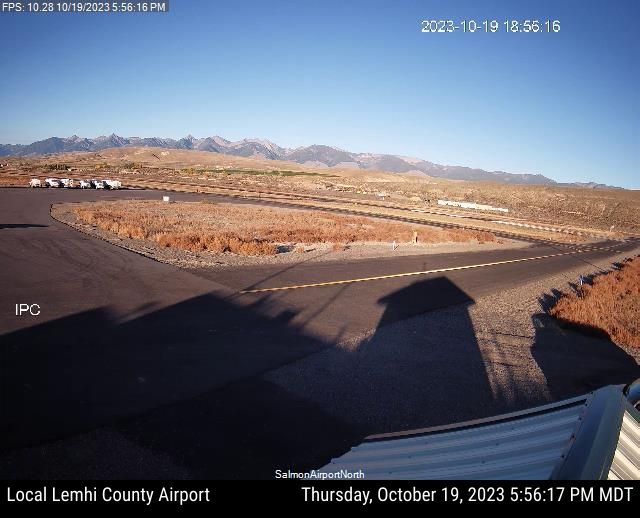 FPS: 10.28 10/19/2023 5:56:16 PM
2023-10-19 18:56:16
IPC
SalmonAirportNorth
Local Lemhi County Airport
Thursday, October 19, 2023 5:56:17 PM MDT